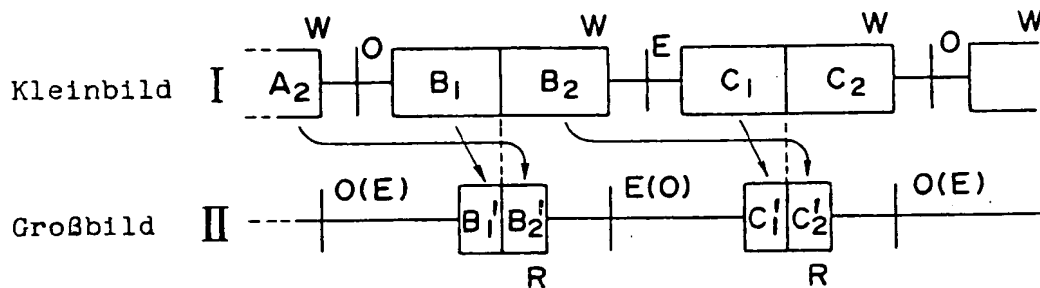 W W W W
O E O
Kleinbild I A₂ B₁ B₂ C₁ C₂
O(E) E(O) O(E)
Großbild II B₁' B₂' C₁' C₂'
R R